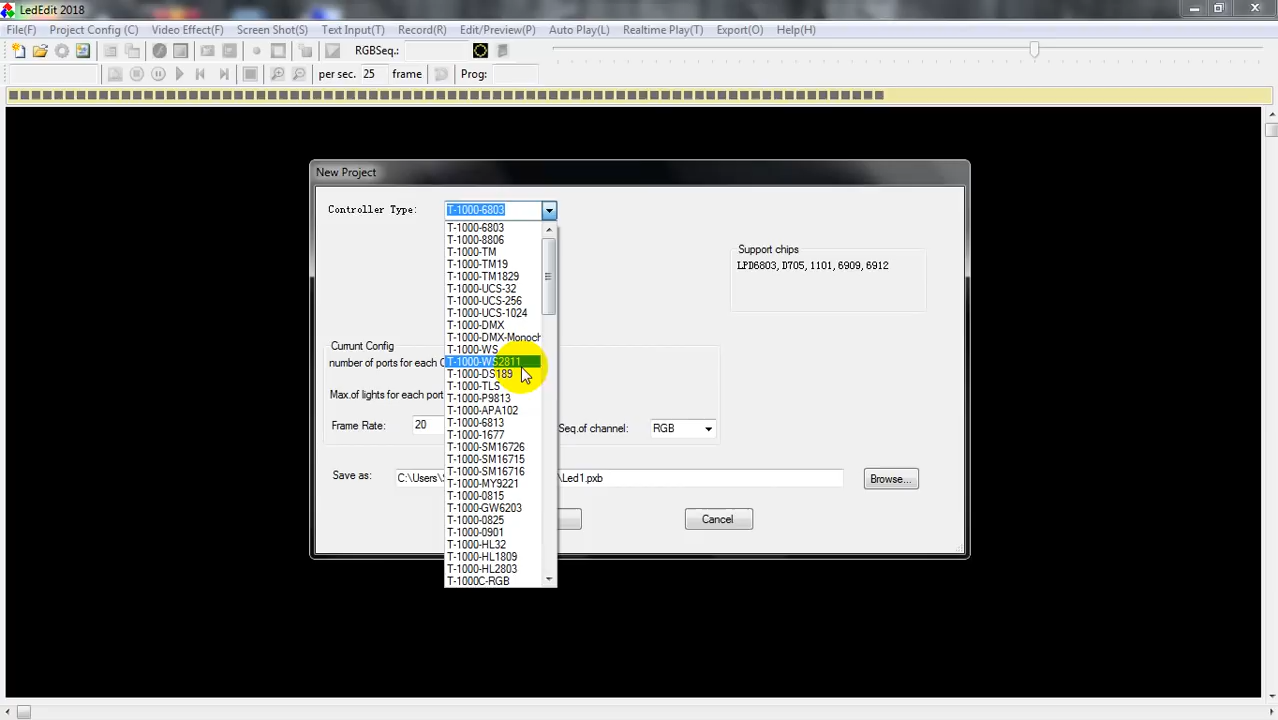 LedEdit 2018
File(F) Project Config (C) Video Effect(F) Screen Shot(S) Text Input(T) Record(R) Edit/Preview(P) Auto Play(L) Realtime Play(T) Export(O) Help(H)
RGBSeq.:
per sec. 25 frame Prog:
New Project
Controller Type: T-1000-6803
T-1000-6803
T-1000-8806
T-1000-TM
T-1000-TM19
T-1000-TM1829
T-1000-UCS-32
T-1000-UCS-256
T-1000-UCS-1024
T-1000-DMX
T-1000-DMX-Monoch
T-1000-WS
T-1000-WS2811
T-1000-DS189
T-1000-TLS
T-1000-P9813
T-1000-APA102
T-1000-6813
T-1000-1677
T-1000-SM16726
T-1000-SM16715
T-1000-SM16716
T-1000-MY9221
T-1000-0815
T-1000-GW6203
T-1000-0825
T-1000-0901
T-1000-HL32
T-1000-HL1809
T-1000-HL2803
T-1000C-RGB
Support chips
LPD6803, D705, 1101, 6909, 6912
Currunt Config
number of ports for each C
Max.of lights for each port
Frame Rate: 20 Seq.of channel: RGB
Save as: C:\Users\ \Led1.pxb Browse...
Cancel